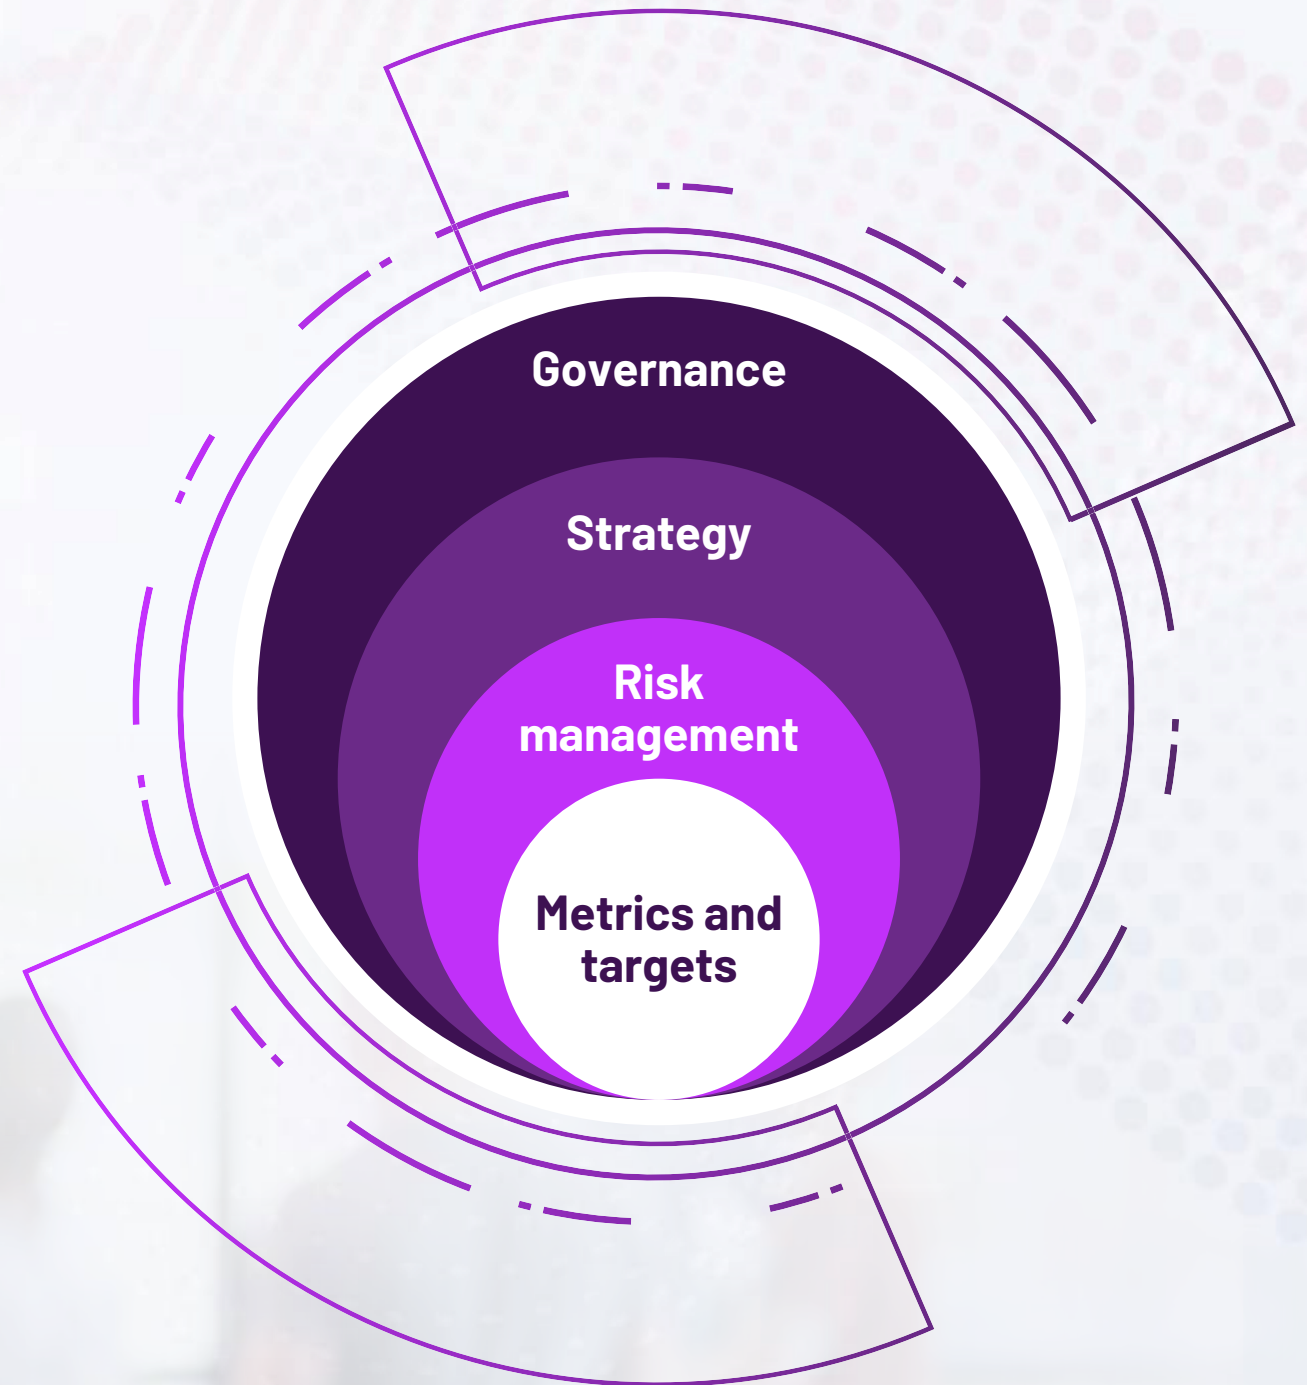 Governance
Strategy
Risk
management
Metrics and
targets